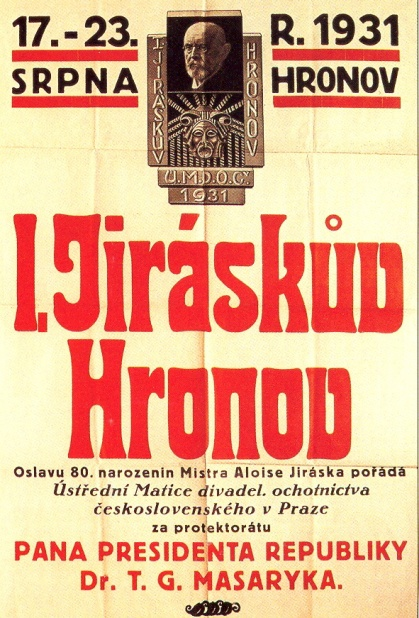 17.-23. R. 1931
SRPNA HRONOV
I. JIRÁSKŮV
HRONOV
Ú.M.D.O.Č.
1931
I. Jiráskův
Hronov
Oslavu 80. narozenin Mistra Aloise Jiráska pořádá
Ústřední Matice divadel. ochotnictva
československého v Praze
za protektorátu
PANA PRESIDENTA REPUBLIKY
Dr. T. G. MASARYKA.